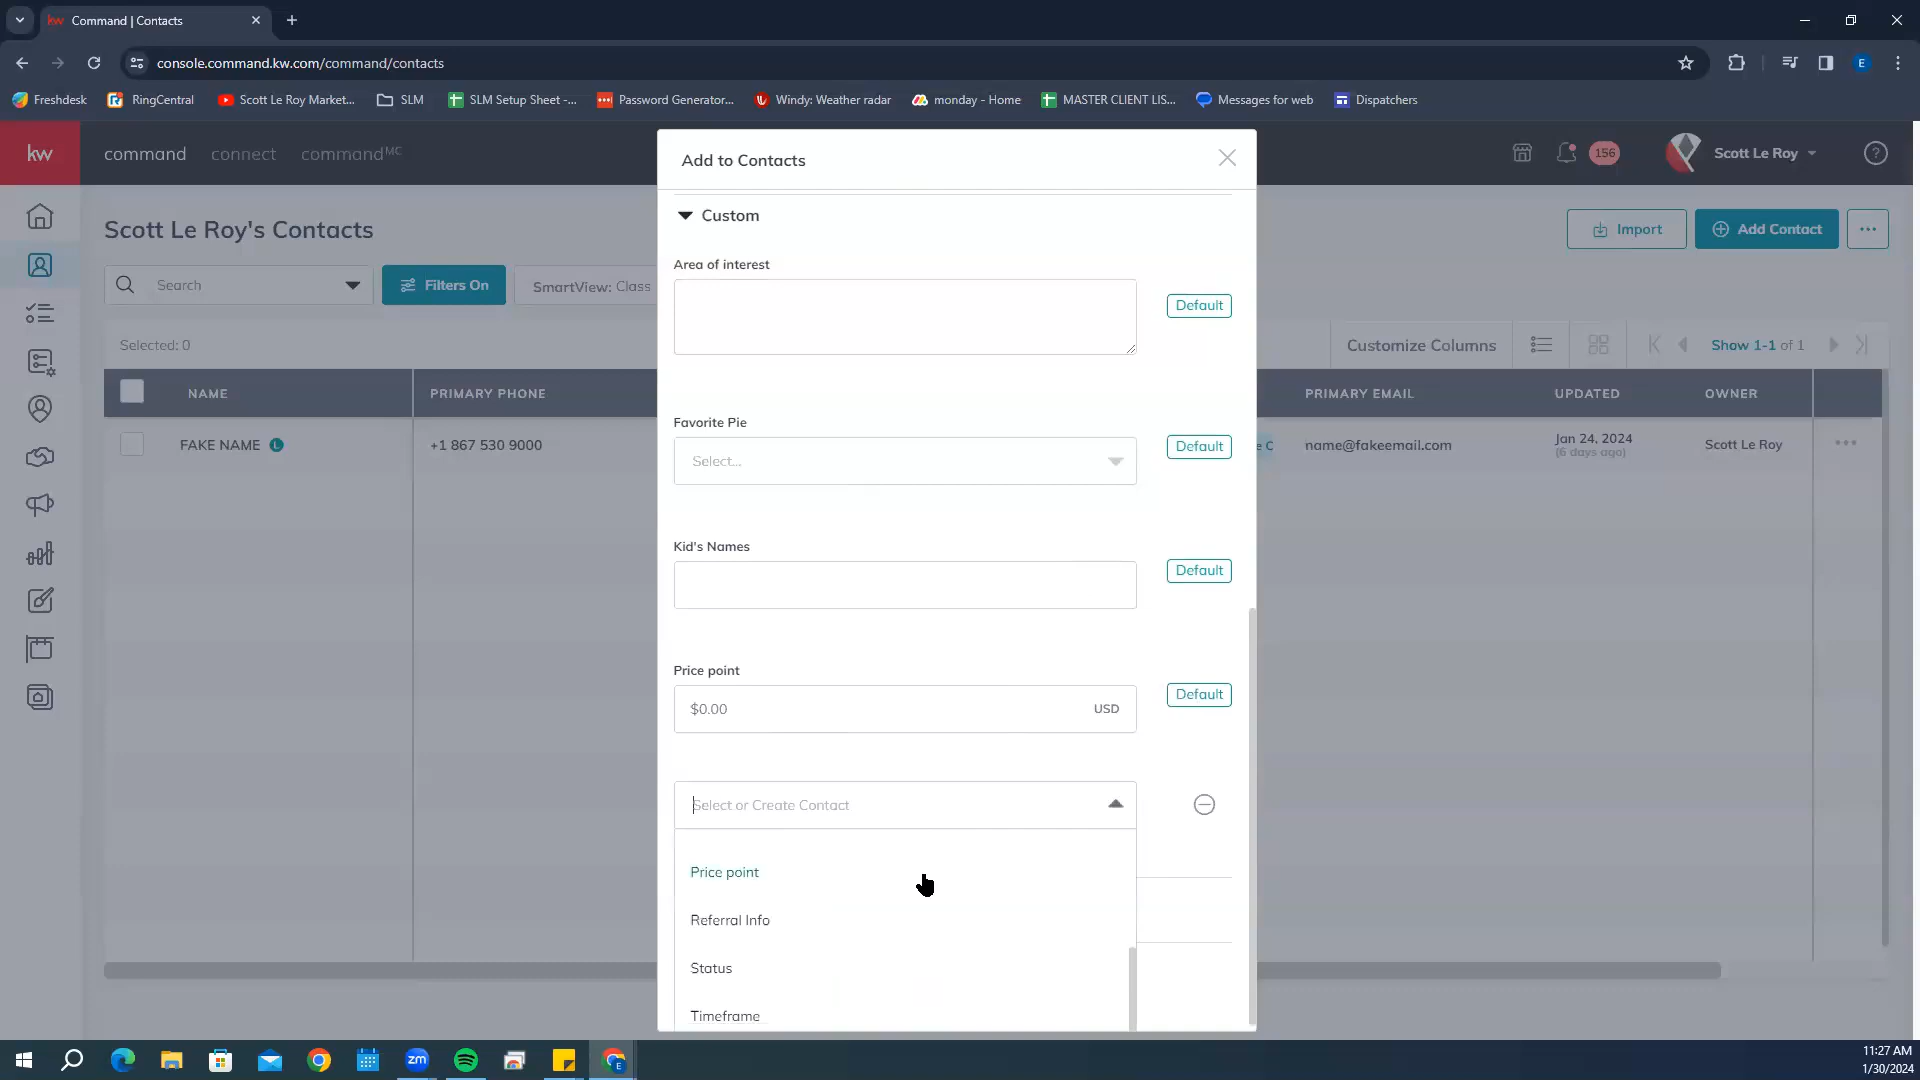 kw Command | Contacts
console.command.kw.com/command/contacts
E
Freshdesk
RingCentral
Scott Le Roy Market...
SLM
SLM Setup Sheet -...
Password Generator...
Windy: Weather radar
monday - Home
MASTER CLIENT LIS...
Messages for web
Dispatchers
kw
command connect commandMC
156
Scott Le Roy
?
Add to Contacts
Scott Le Roy's Contacts
Import
Add Contact
...
Search
Filters On
SmartView: Class
Selected: 0
Customize Columns
Show 1-1 of 1
NAME
PRIMARY PHONE
PRIMARY EMAIL
UPDATED
OWNER
FAKE NAME L
+1 867 530 9000
e C
name@fakeemail.com
Jan 24, 2024
(6 days ago)
Scott Le Roy
Custom
Area of interest
Default
Favorite Pie
Select...
Default
Kid's Names
Default
Price point
$0.00
USD
Default
Select or Create Contact
Price point
Referral Info
Status
Timeframe
zm
E
11:27 AM
1/30/2024